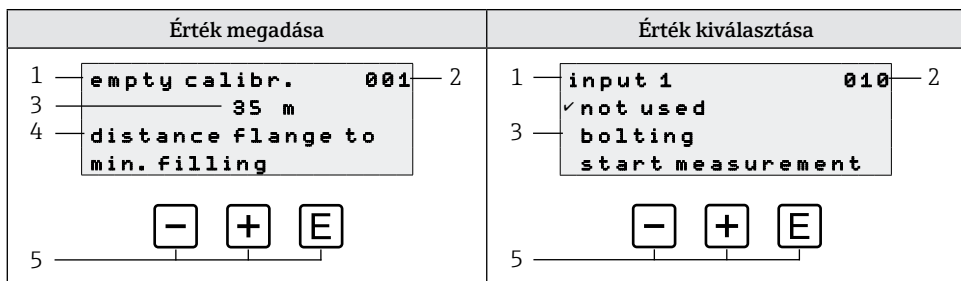 Érték megadása
1 empty calibr. 001 2
3 35 m
4 distance flange to
min. filling
- + E
5
Érték kiválasztása
1 input 1 010 2
✓ not used
3 bolting
start measurement
- + E
5